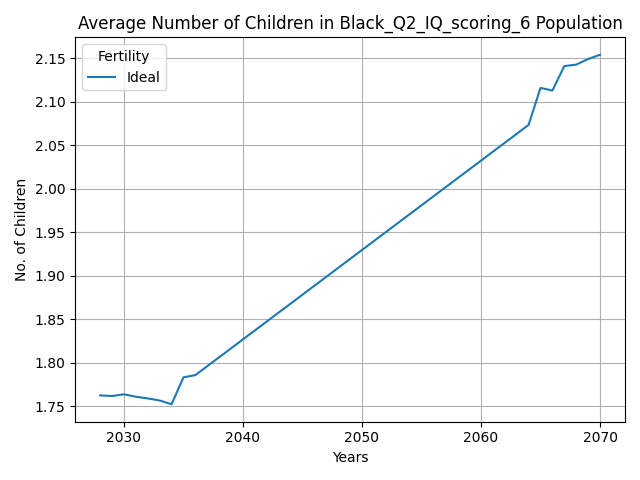 Average Number of Children in Black_Q2_IQ_scoring_6 Population
Fertility
Ideal
No. of Children
2.15
2.10
2.05
2.00
1.95
1.90
1.85
1.80
1.75
2030 2040 2050 2060 2070
Years